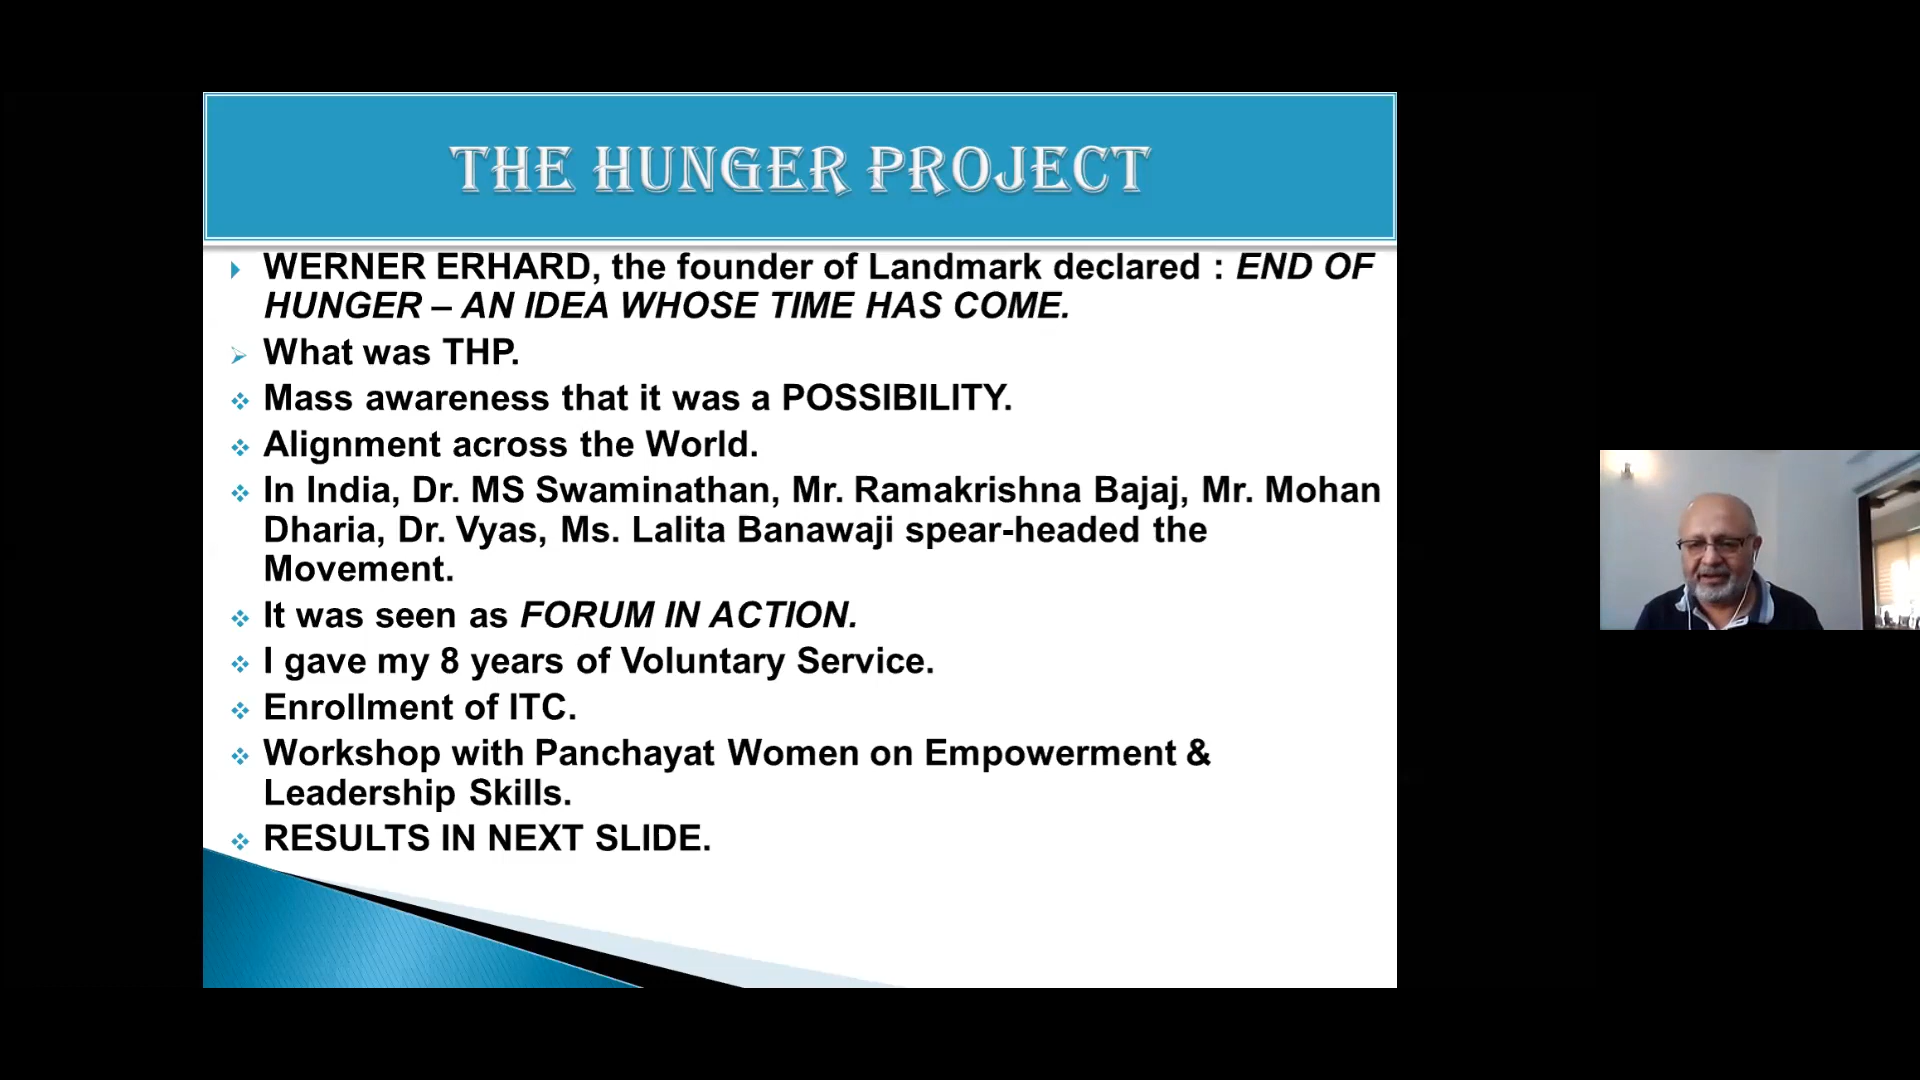 THE HUNGER PROJECT
WERNER ERHARD, the founder of Landmark declared : END OF
HUNGER – AN IDEA WHOSE TIME HAS COME.
What was THP.
Mass awareness that it was a POSSIBILITY.
Alignment across the World.
In India, Dr. MS Swaminathan, Mr. Ramakrishna Bajaj, Mr. Mohan
Dharia, Dr. Vyas, Ms. Lalita Banawaji spear-headed the
Movement.
It was seen as FORUM IN ACTION.
I gave my 8 years of Voluntary Service.
Enrollment of ITC.
Workshop with Panchayat Women on Empowerment &
Leadership Skills.
RESULTS IN NEXT SLIDE.